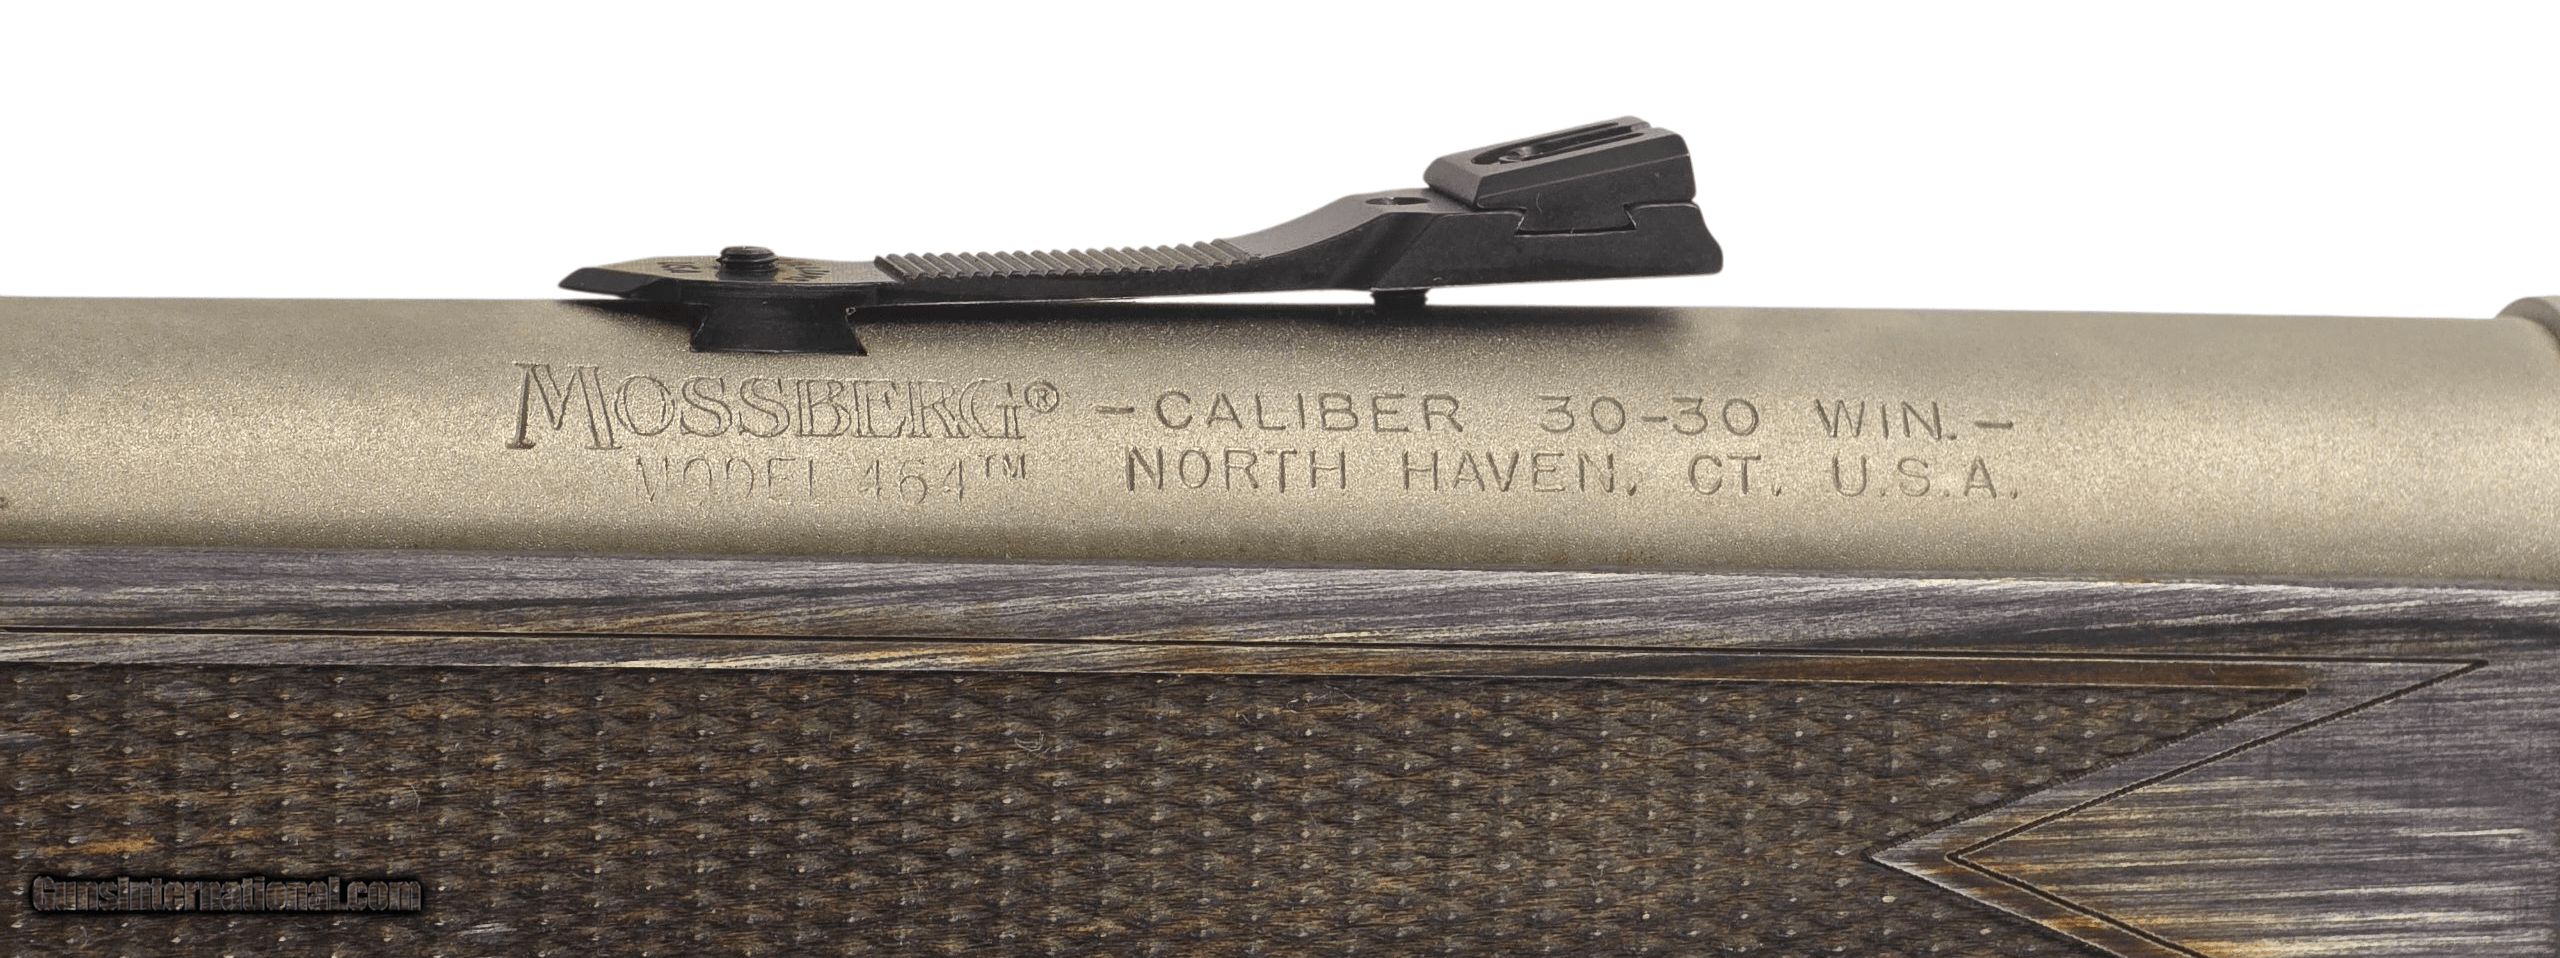 MOSSBERG® -CALIBER 30-30 WIN.-
MODEL 464™ NORTH HAVEN, CT. U.S.A.
GunsInternational.com